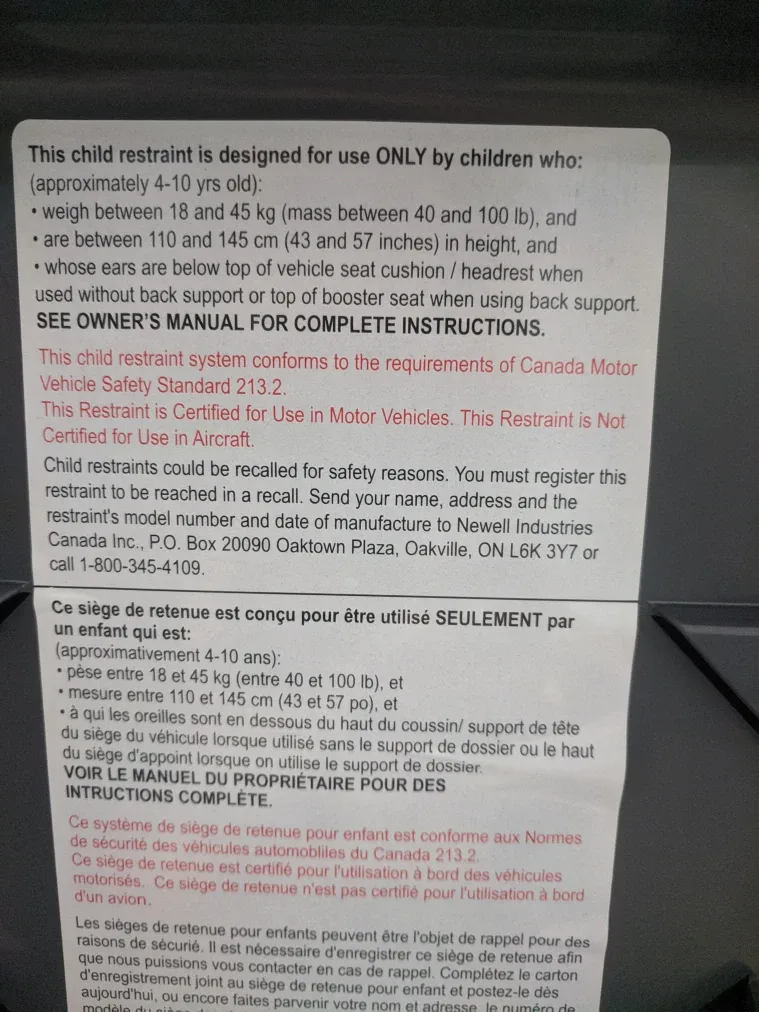 This child restraint is designed for use ONLY by children who:
(approximately 4-10 yrs old):
• weigh between 18 and 45 kg (mass between 40 and 100 lb), and
• are between 110 and 145 cm (43 and 57 inches) in height, and
• whose ears are below top of vehicle seat cushion / headrest when
used without back support or top of booster seat when using back support.
SEE OWNER'S MANUAL FOR COMPLETE INSTRUCTIONS.
This child restraint system conforms to the requirements of Canada Motor
Vehicle Safety Standard 213.2.
This Restraint is Certified for Use in Motor Vehicles. This Restraint is Not
Certified for Use in Aircraft.
Child restraints could be recalled for safety reasons. You must register this
restraint to be reached in a recall. Send your name, address and the
restraint's model number and date of manufacture to Newell Industries
Canada Inc., P.O. Box 20090 Oaktown Plaza, Oakville, ON L6K 3Y7 or
call 1-800-345-4109.
Ce siège de retenue est conçu pour être utilisé SEULEMENT par
un enfant qui est:
(approximativement 4-10 ans):
• pèse entre 18 et 45 kg (entre 40 et 100 lb), et
• mesure entre 110 et 145 cm (43 et 57 po), et
• à qui les oreilles sont en dessous du haut du coussin/ support de tête
du siège du véhicule lorsque utilisé sans le support de dossier ou le haut
du siège d'appoint lorsque on utilise le support de dossier.
VOIR LE MANUEL DU PROPRIÉTAIRE POUR DES
INTRUCTIONS COMPLÈTE.
Ce système de siège de retenue pour enfant est conforme aux Normes
de sécurité des véhicules automobliles du Canada 213.2.
Ce siège de retenue est certifié pour l'utilisation à bord des véhicules
motorisés. Ce siège de retenue n'est pas certifié pour l'utilisation à bord
d'un avion.
Les sièges de retenue pour enfants peuvent être l'objet de rappel pour des
raisons de sécurié. Il est nécessaire d'enregistrer ce siège de retenue afin
que nous puissions vous contacter en cas de rappel. Complétez le carton
d'enregistrement joint au siège de retenue pour enfant et postez-le dès
aujourd'hui, ou encore faites parvenir votre nom et adresse, le numéro de
modèle du